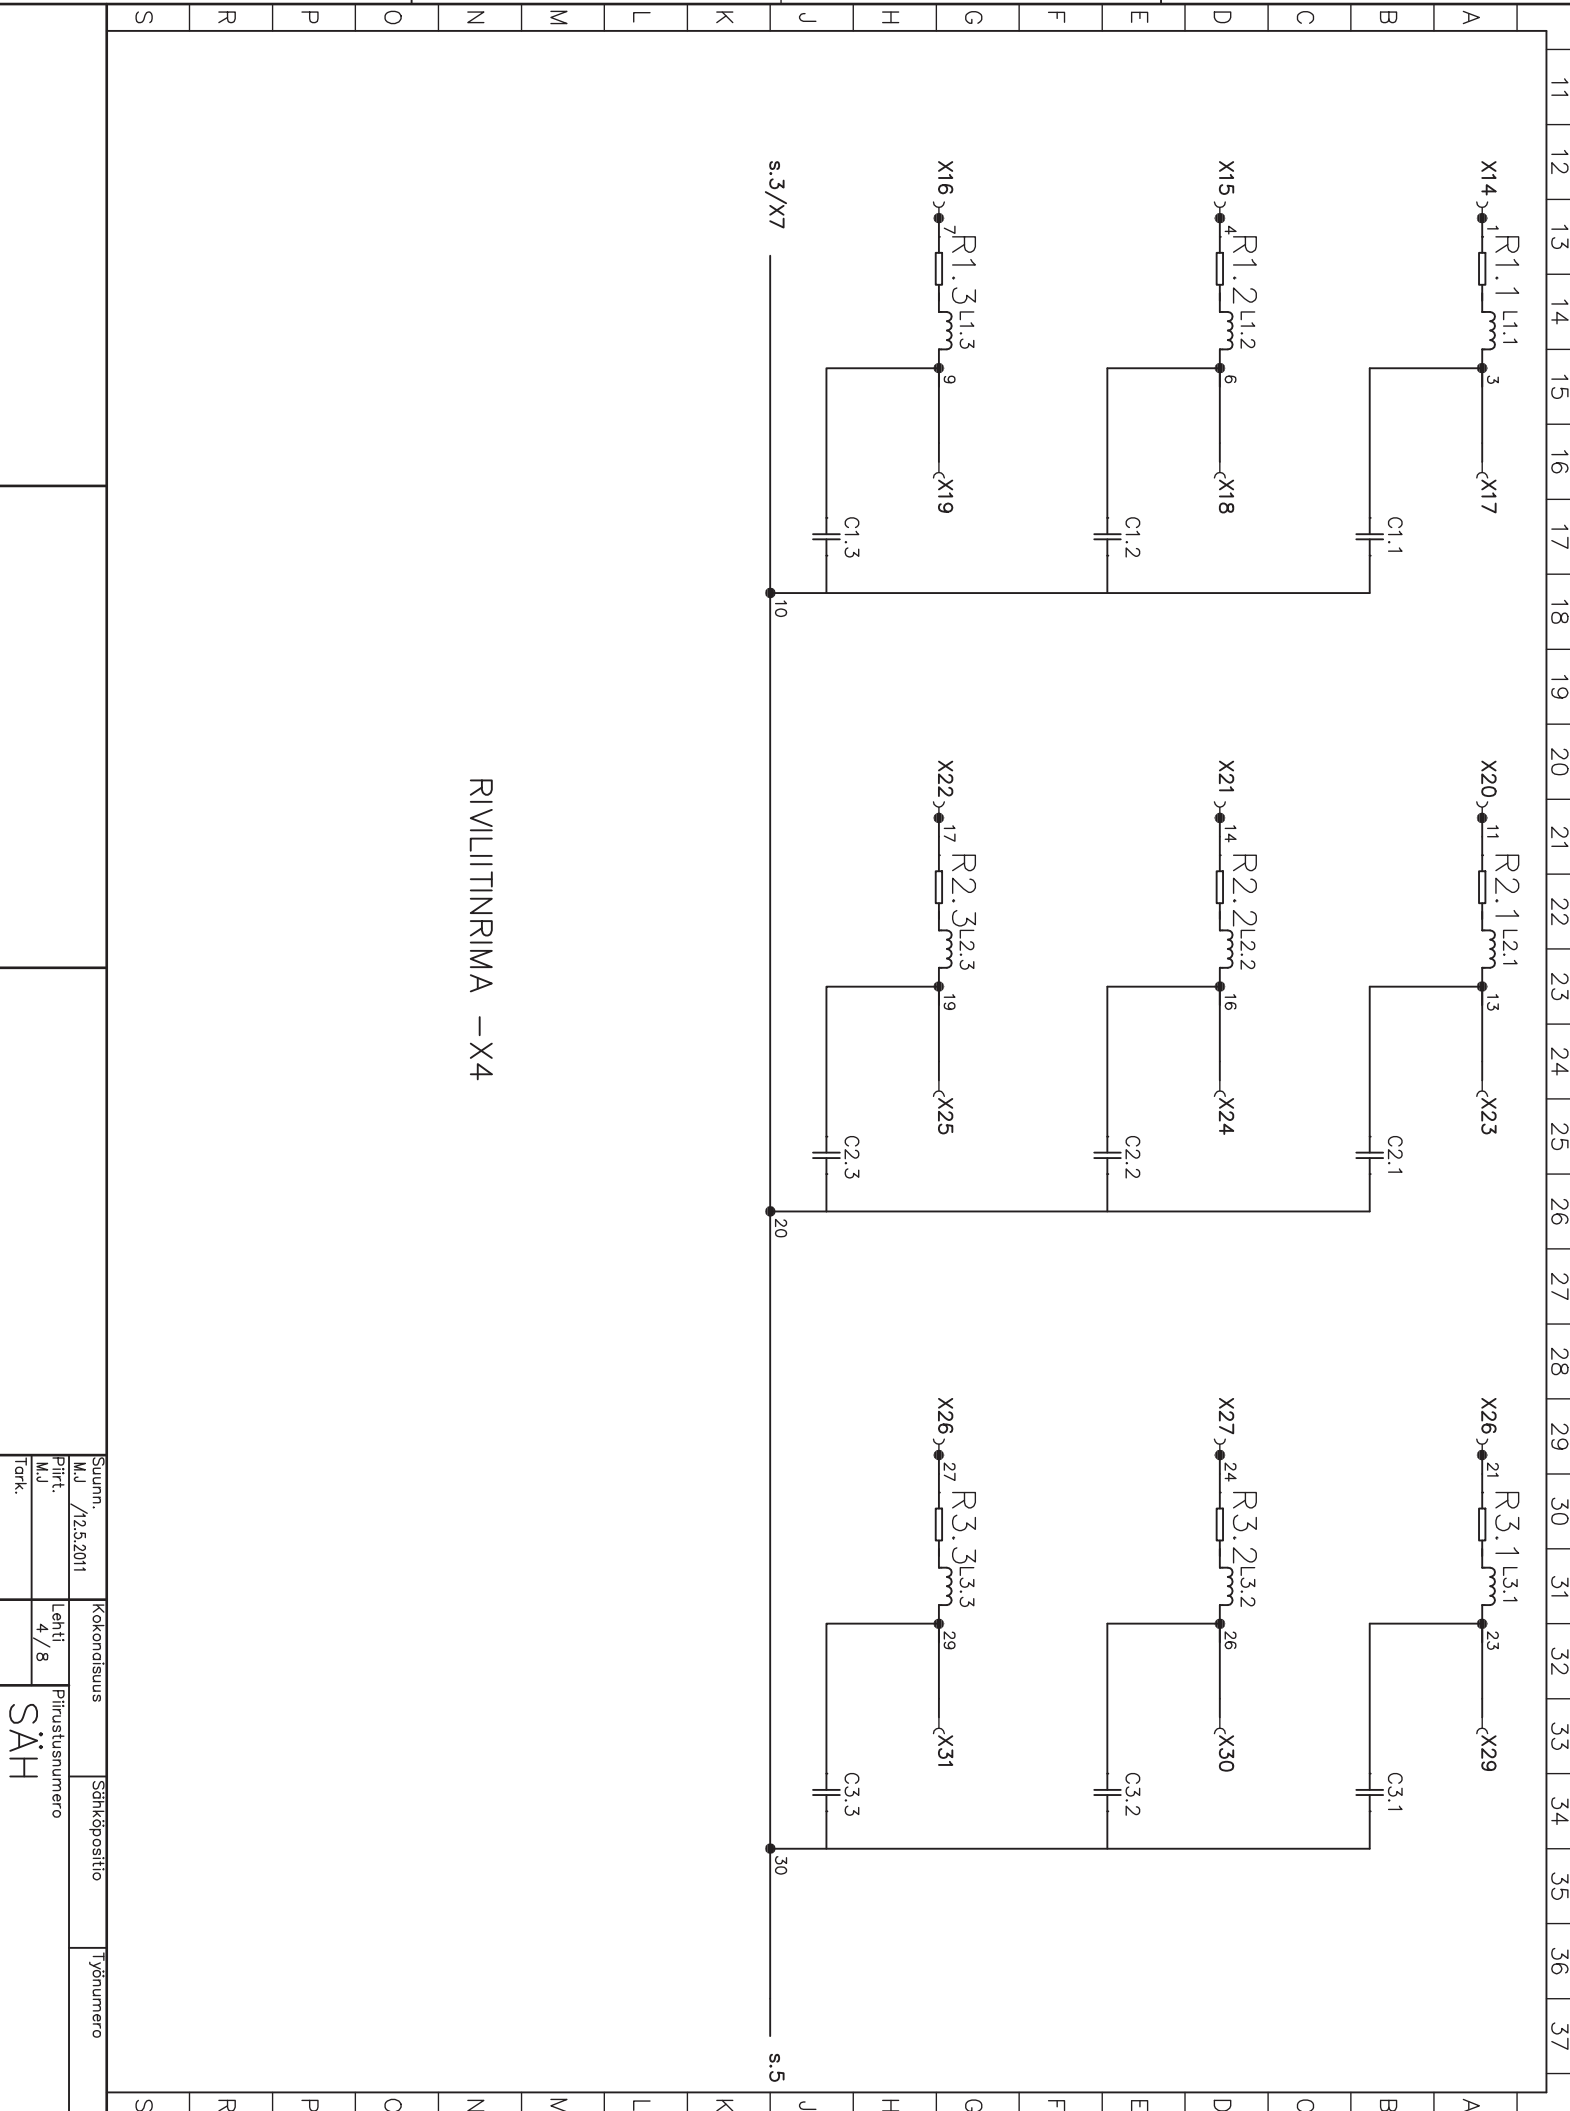 11 12 13 14 15 16 17 18 19 20 21 22 23 24 25 26 27 28 29 30 31 32 33 34 35 36 37
A A
B B
C C
D D
E E
F F
G G
H H
J J
K K
L L
M M
N N
O O
P P
R R
S S
X14 1 R1.1 L1.1 3 X17
C1.1
X15 4 R1.2 L1.2 6 X18
C1.2
X16 7 R1.3 L1.3 9 X19
C1.3
X20 11 R2.1 L2.1 13 X23
C2.1
X21 14 R2.2 L2.2 16 X24
C2.2
X22 17 R2.3 L2.3 19 X25
C2.3
X26 21 R3.1 L3.1 23 X29
C3.1
X27 24 R3.2 L3.2 26 X30
C3.2
X26 27 R3.3 L3.3 29 X31
C3.3
s.3/X7 10 20 30 s.5
RIVILIITINRIMA -X4
Suunn.
M.J /12.5.2011
Kokonaisuus
Sähköpositio
Työnumero
Piirt.
M.J
Lehti
4/8
Piirustusnumero
SÄH
Tark.